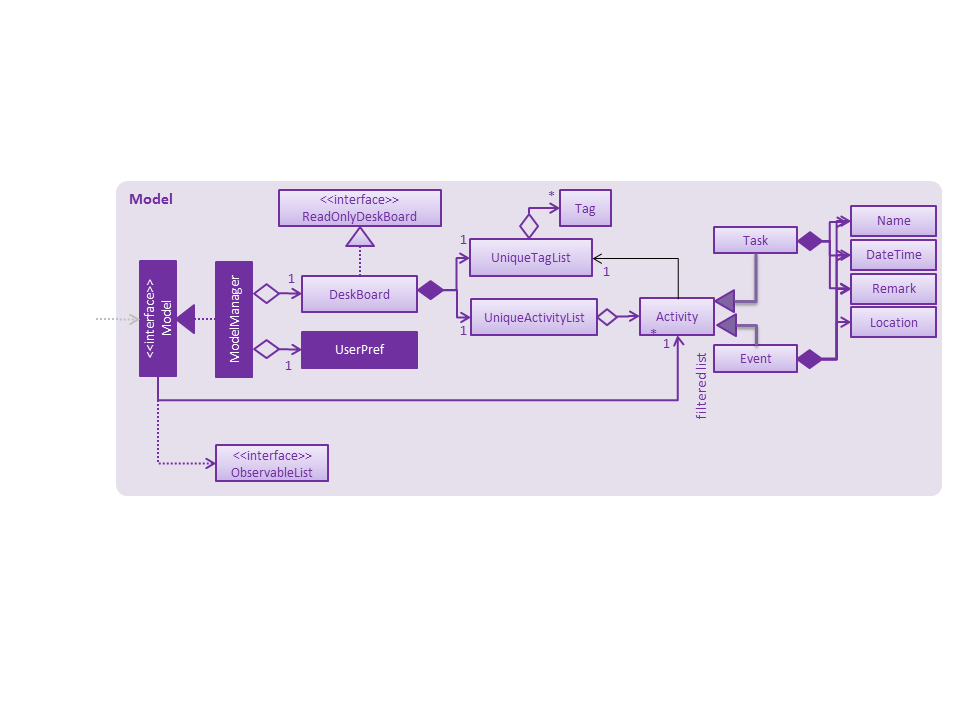 Model
<<interface>>
ReadOnlyDeskBoard
*
Tag
Name
1
Task
UniqueTagList
DateTime
1
<<interface>>
Model
ModelManager
1
DeskBoard
Remark
UniqueActivityList
Activity
Location
1
*
1
UserPref
1
Event
filtered list
<<interface>>
ObservableList